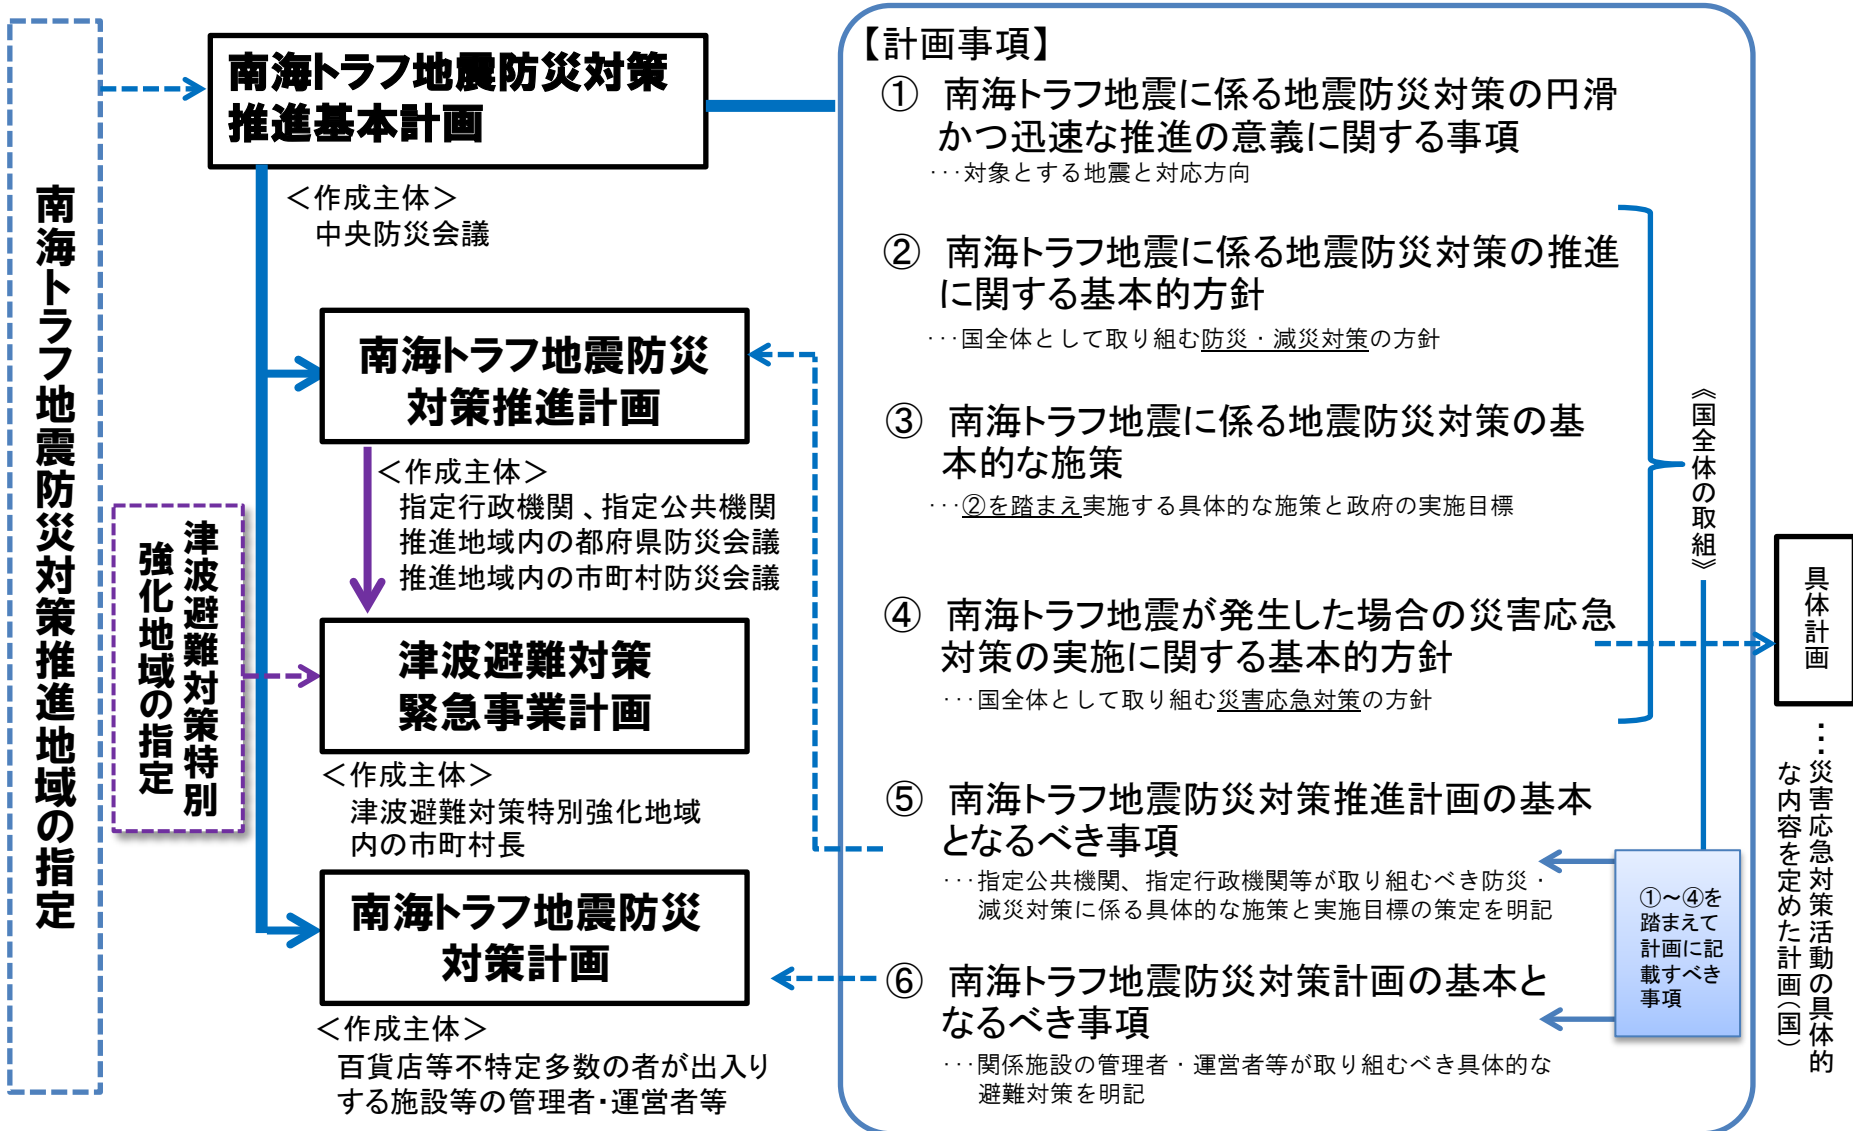 南海トラフ地震防災対策推進地域の指定
南海トラフ地震防災対策
推進基本計画
＜作成主体＞
中央防災会議
南海トラフ地震防災
対策推進計画
＜作成主体＞
指定行政機関、指定公共機関
推進地域内の都府県防災会議
推進地域内の市町村防災会議
津波避難対策特別
強化地域の指定
津波避難対策
緊急事業計画
＜作成主体＞
津波避難対策特別強化地域
内の市町村長
南海トラフ地震防災
対策計画
＜作成主体＞
百貨店等不特定多数の者が出入り
する施設等の管理者・運営者等
【計画事項】
① 南海トラフ地震に係る地震防災対策の円滑
かつ迅速な推進の意義に関する事項
･･･対象とする地震と対応方向
② 南海トラフ地震に係る地震防災対策の推進
に関する基本的方針
･･･国全体として取り組む防災・減災対策の方針
③ 南海トラフ地震に係る地震防災対策の基
本的な施策
･･･②を踏まえ実施する具体的な施策と政府の実施目標
④ 南海トラフ地震が発生した場合の災害応急
対策の実施に関する基本的方針
･･･国全体として取り組む災害応急対策の方針
⑤ 南海トラフ地震防災対策推進計画の基本
となるべき事項
･･･指定公共機関、指定行政機関等が取り組むべき防災・
減災対策に係る具体的な施策と実施目標の策定を明記
⑥ 南海トラフ地震防災対策計画の基本と
なるべき事項
･･･関係施設の管理者・運営者等が取り組むべき具体的な
避難対策を明記
《国全体の取組》
①～④を
踏まえて
計画に記
載すべき
事項
具体計画
･･･災害応急対策活動の具体的
な内容を定めた計画（国）